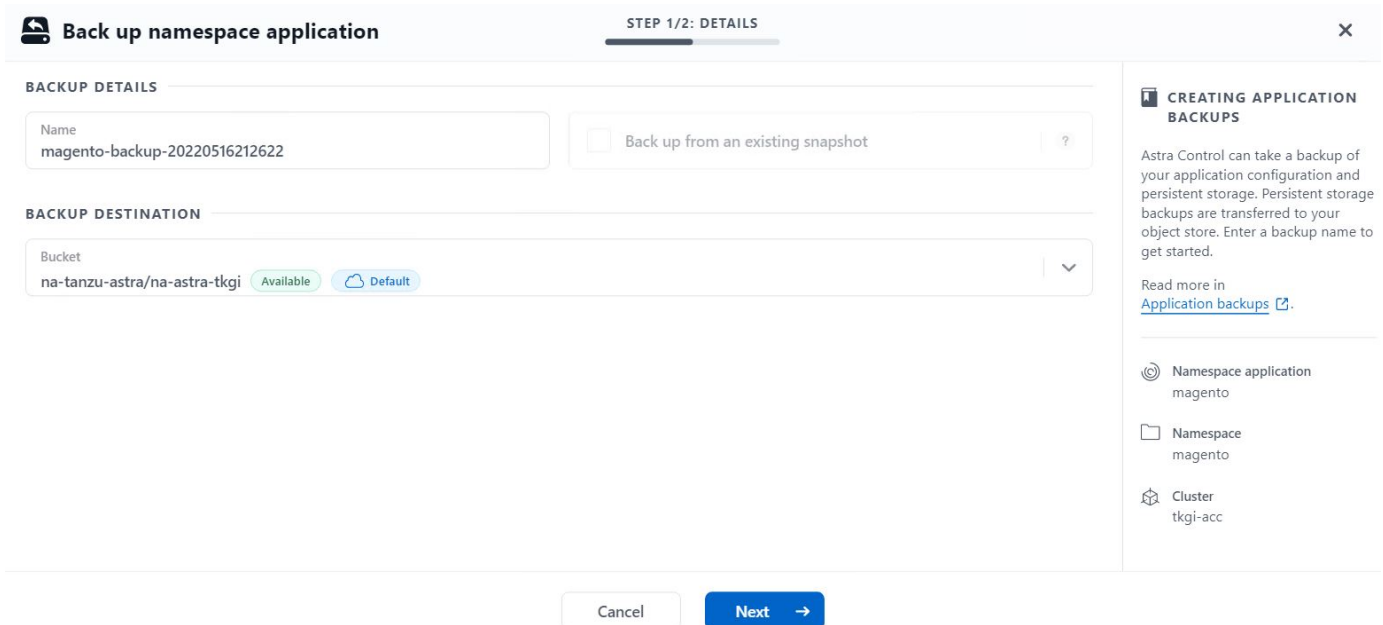 Back up namespace application
STEP 1/2: DETAILS
BACKUP DETAILS
Name
magento-backup-20220516212622
Back up from an existing snapshot
?
BACKUP DESTINATION
Bucket
na-tanzu-astra/na-astra-tkgi Available Default
CREATING APPLICATION
BACKUPS
Astra Control can take a backup of
your application configuration and
persistent storage. Persistent storage
backups are transferred to your
object store. Enter a backup name to
get started.
Read more in
Application backups .
Namespace application
magento
Namespace
magento
Cluster
tkgi-acc
Cancel
Next →